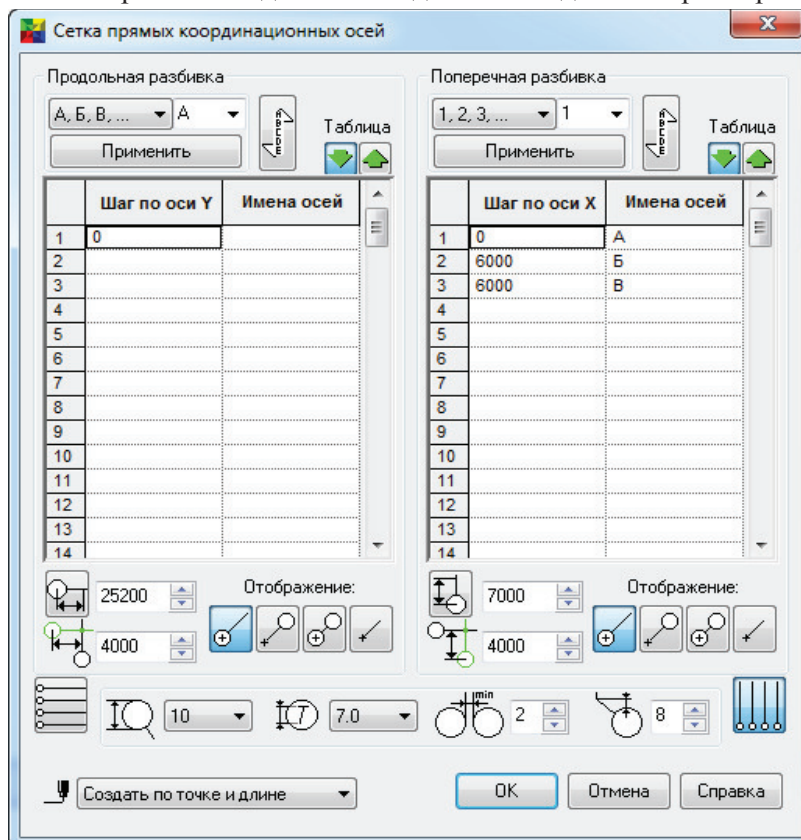 Сетка прямых координационных осей
Продольная разбивка
Поперечная разбивка
А, Б, В, ... А
Таблица
Применить
1, 2, 3, ... 1
Таблица
Применить
Шаг по оси Y Имена осей
1 0
2
3
4
5
6
7
8
9
10
11
12
13
14
Шаг по оси X Имена осей
1 0 А
2 6000 Б
3 6000 В
4
5
6
7
8
9
10
11
12
13
14
25200 Отображение:
4000
7000 Отображение:
4000
10 7.0 min 2 8
Создать по точке и длине
OK Отмена Справка